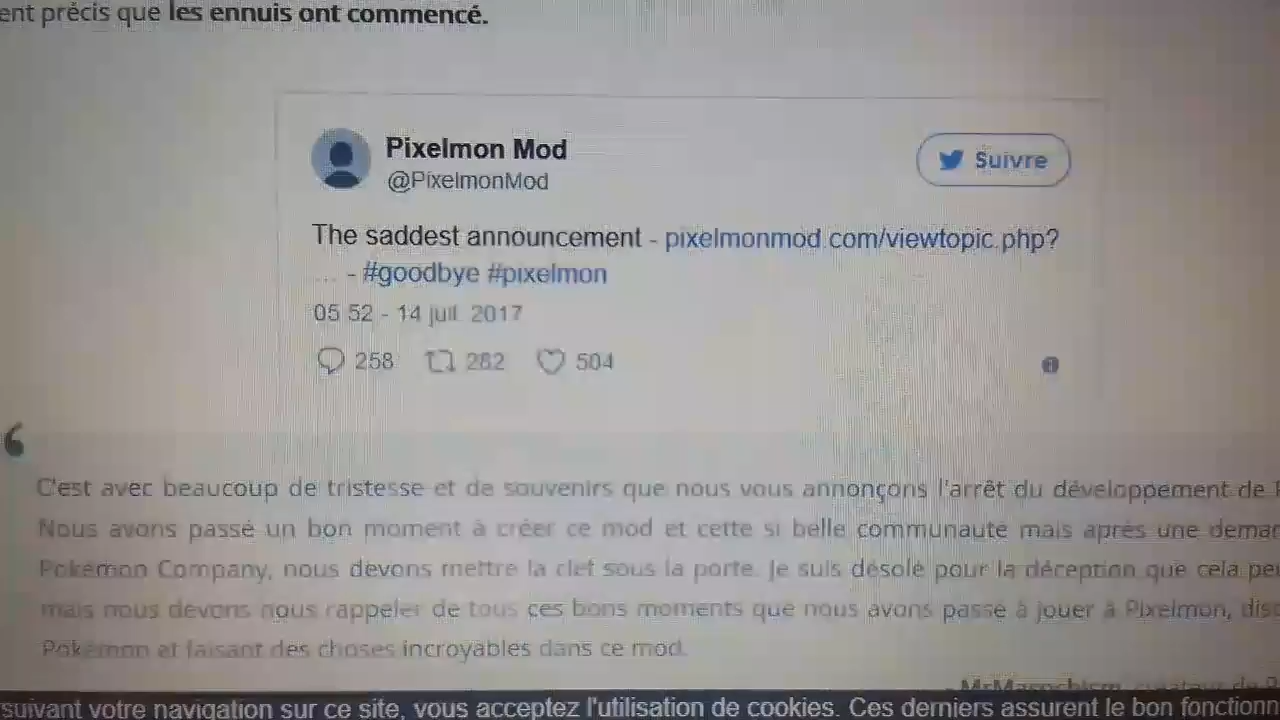 ent précis que les ennuis ont commencé.
Pixelmon Mod
Suivre
@PixelmonMod
The saddest announcement - pixelmonmod.com/viewtopic.php?
... - #goodbye #pixelmon
05:52 - 14 juil. 2017
258 282 504
C'est avec beaucoup de tristesse et de souvenirs que nous vous annonçons l'arrêt du développement de
Nous avons passé un bon moment à créer ce mod et cette si belle communauté mais après une deman
Pokémon Company, nous devons mettre la clef sous la porte. Je suis désolé pour la déception que cela pe
mais nous devons nous rappeler de tous ces bons moments que nous avons passé à jouer à Pixelmon, dis
Pokémon et faisant des choses incroyables dans ce mod.
suivant votre navigation sur ce site, vous acceptez l'utilisation de cookies. Ces derniers assurent le bon fonctionn